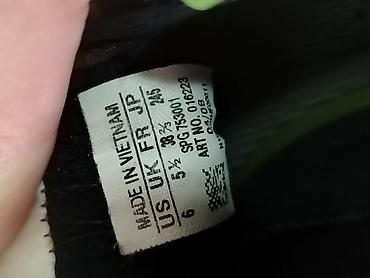 MADE IN VIETNAM
US UK FR JP
6 5½ 38⅔ 245
SPG 753001
ART NO. 016223